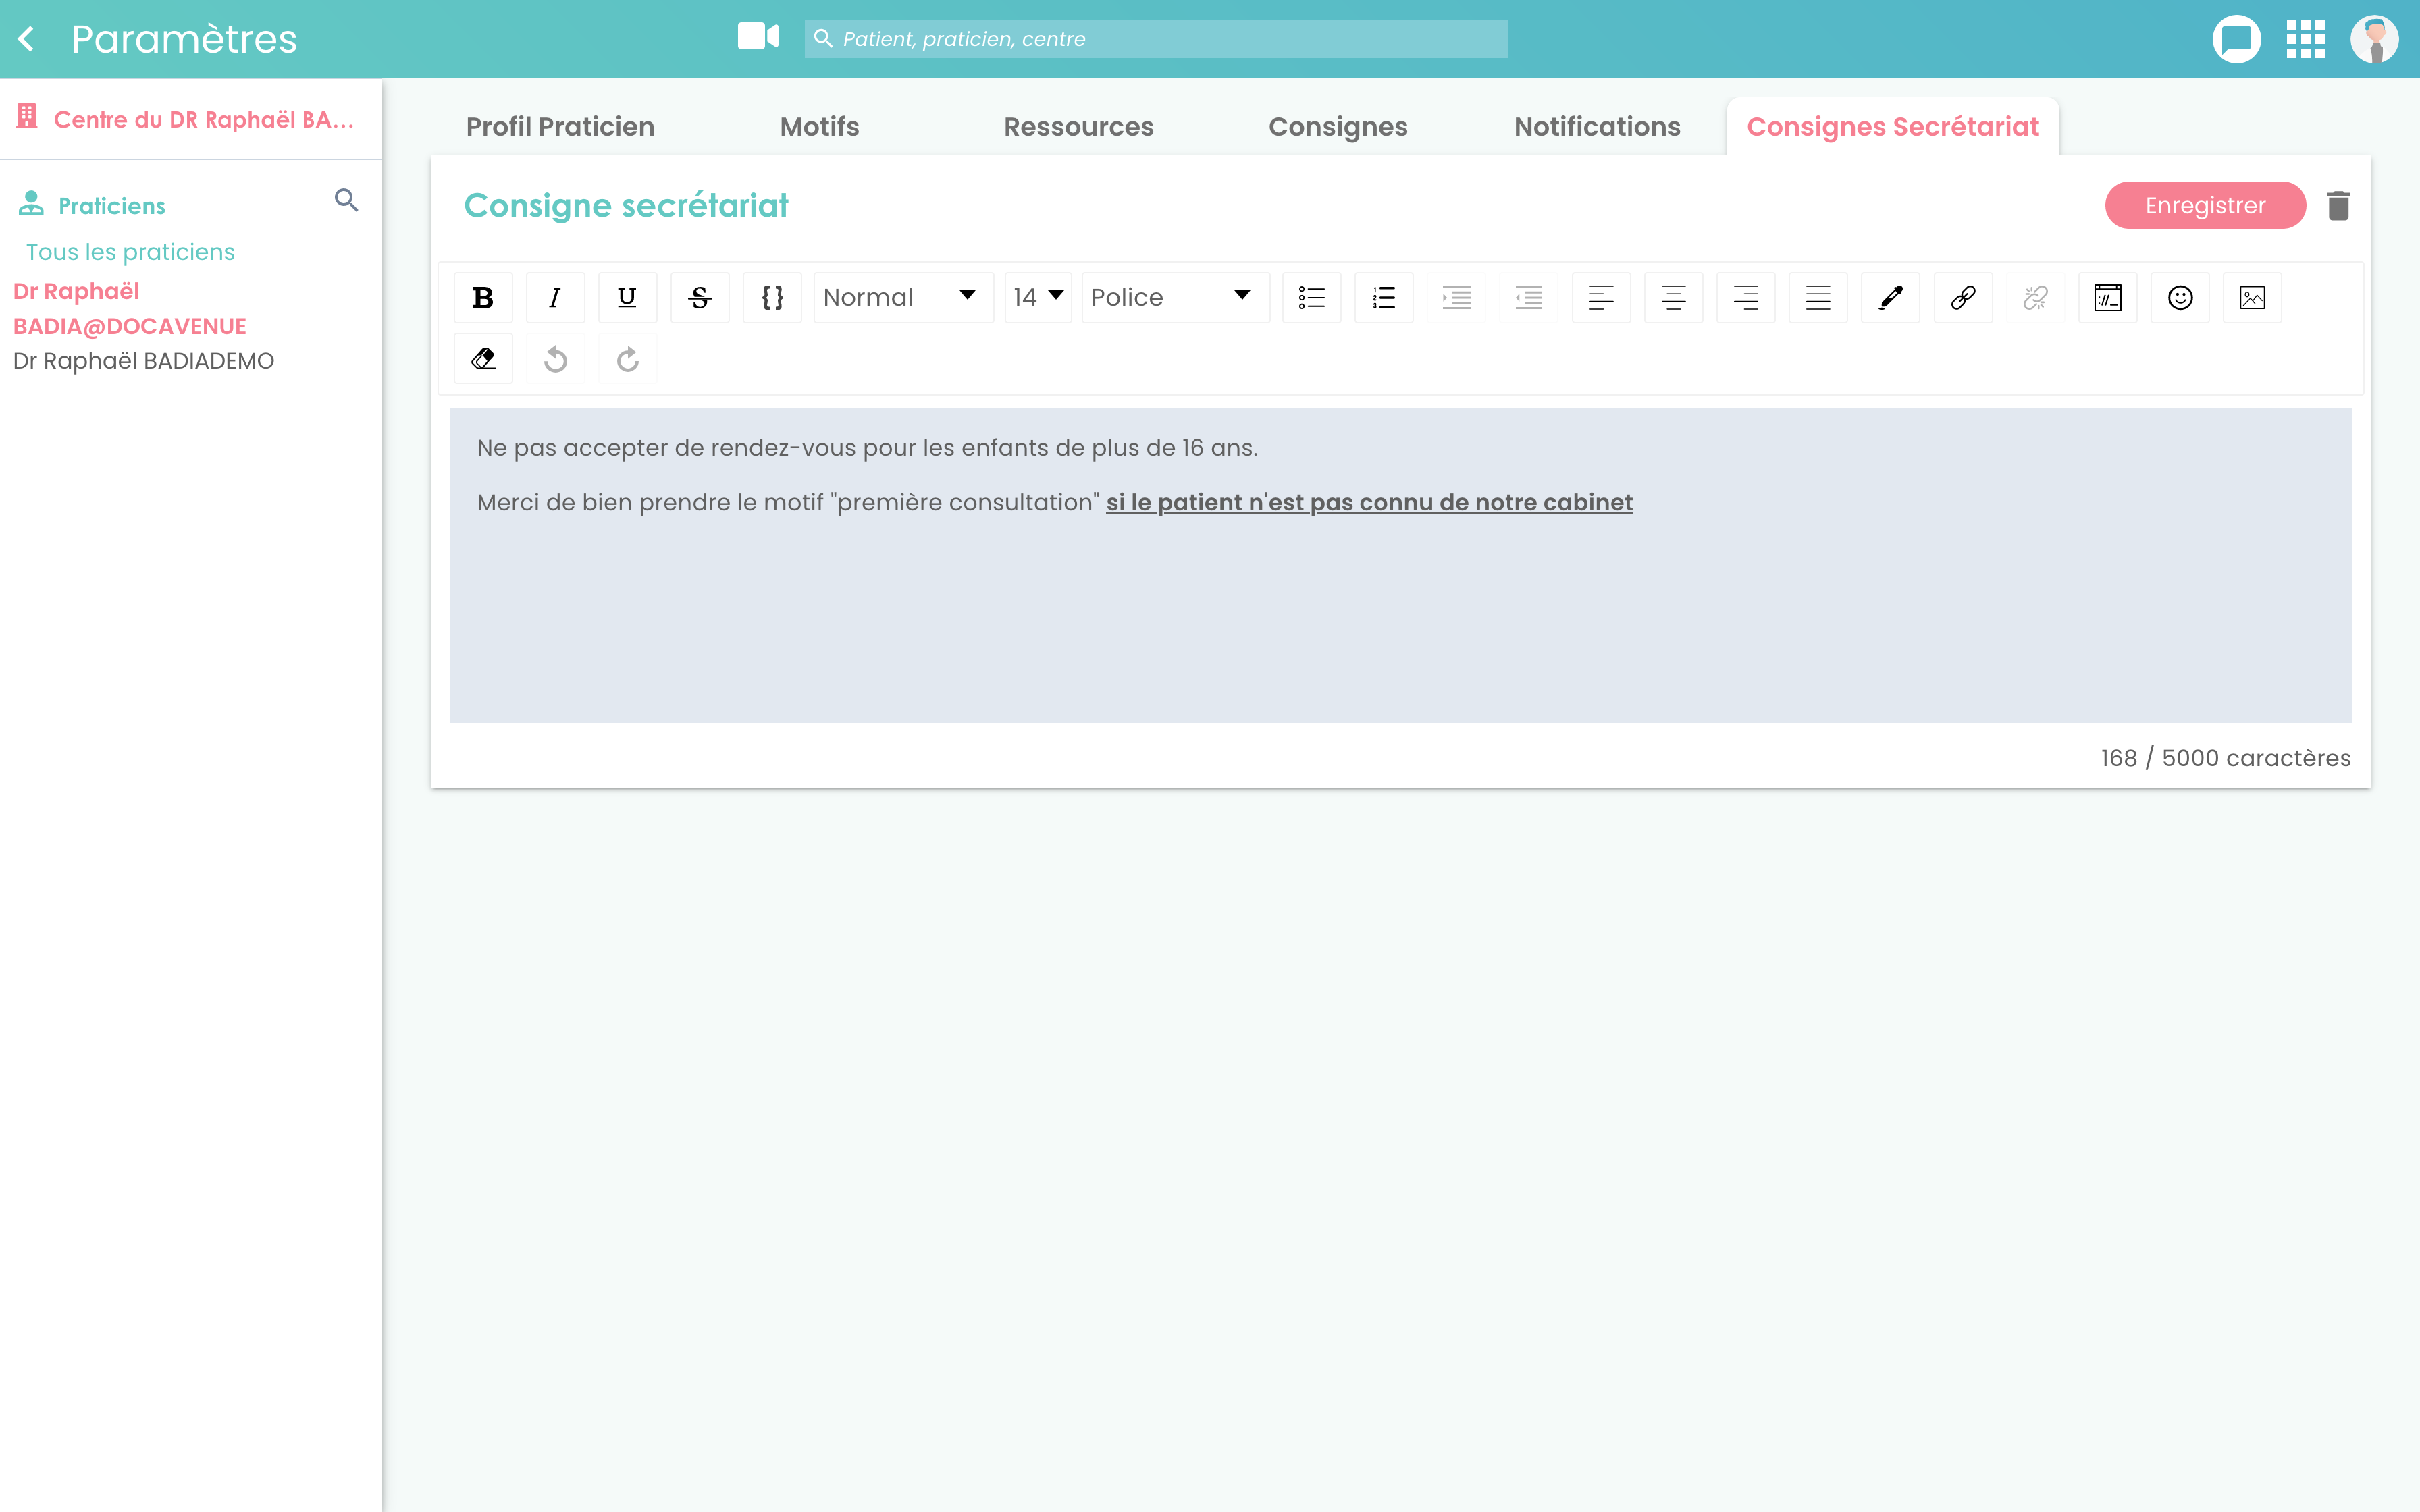 Paramètres
Patient, praticien, centre
Centre du DR Raphaël BA...
Praticiens
Tous les praticiens
Dr Raphaël
BADIA@DOCAVENUE
Dr Raphaël BADIADEMO
Profil Praticien
Motifs
Ressources
Consignes
Notifications
Consignes Secrétariat
Consigne secrétariat
Enregistrer
B I U S {} Normal 14 Police
Ne pas accepter de rendez-vous pour les enfants de plus de 16 ans.
Merci de bien prendre le motif "première consultation" si le patient n'est pas connu de notre cabinet
168 / 5000 caractères